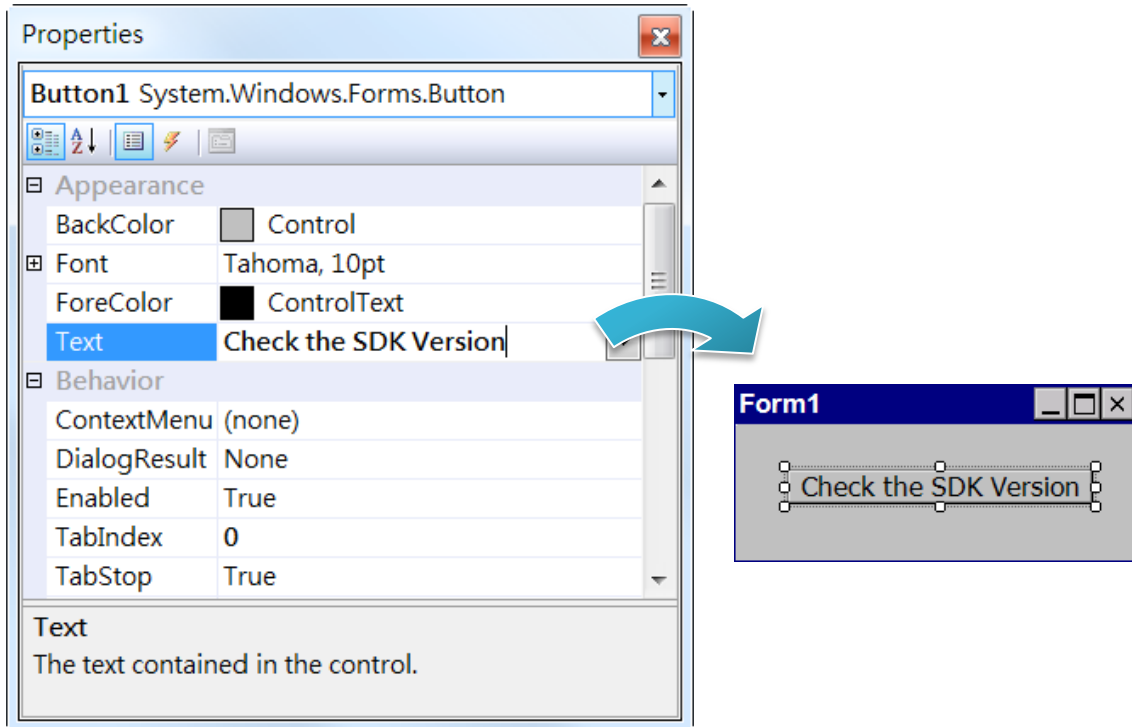 Properties
Button1 System.Windows.Forms.Button
Appearance
BackColor Control
Font Tahoma, 10pt
ForeColor ControlText
Text Check the SDK Version
Behavior
ContextMenu (none)
DialogResult None
Enabled True
TabIndex 0
TabStop True
Text
The text contained in the control.
Form1
Check the SDK Version